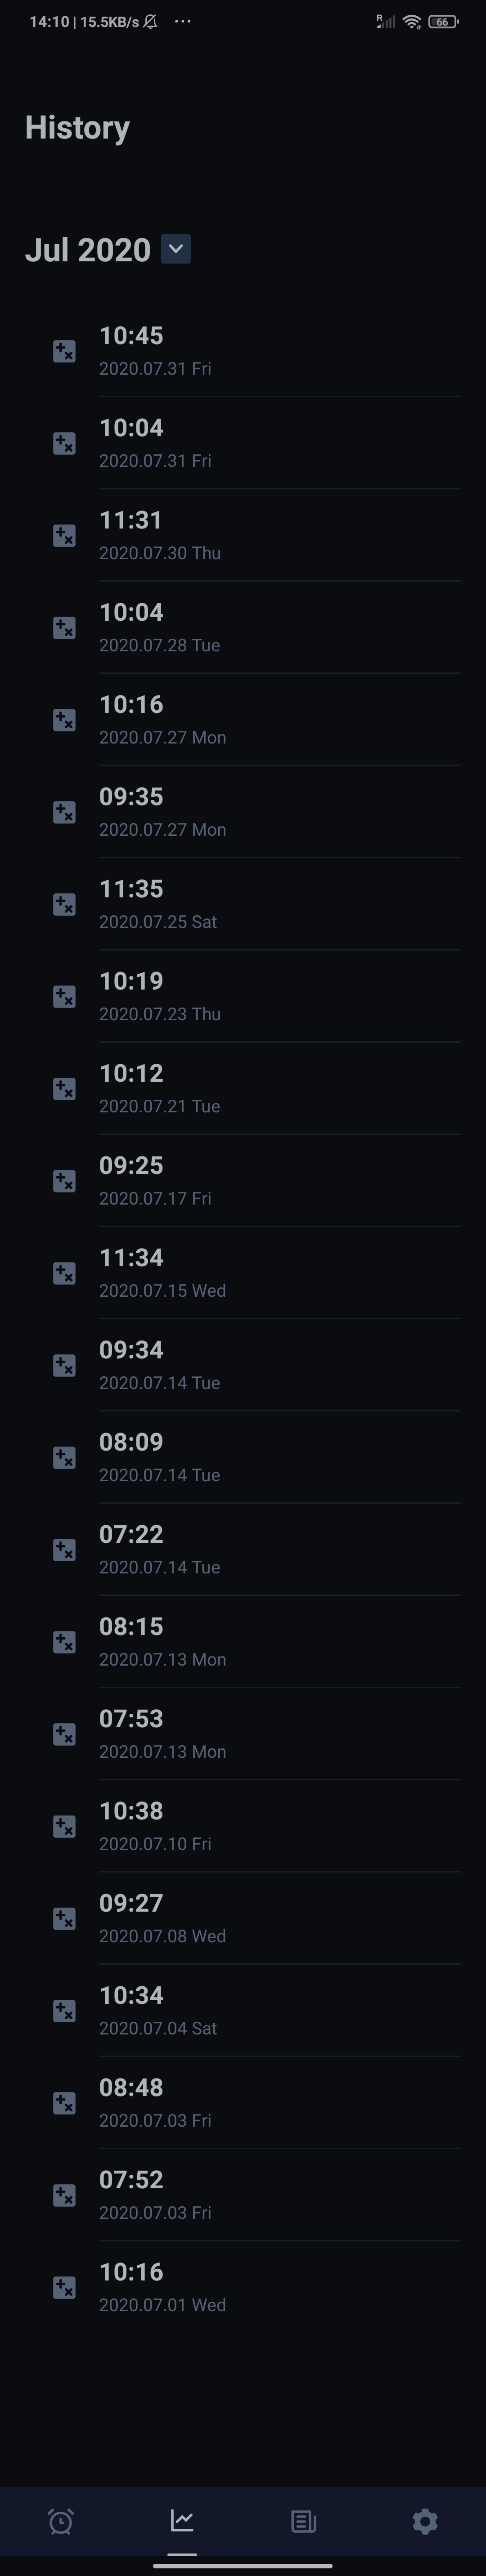 14:10 | 15.5KB/s ...
R 66
History
Jul 2020
10:45
2020.07.31 Fri
10:04
2020.07.31 Fri
11:31
2020.07.30 Thu
10:04
2020.07.28 Tue
10:16
2020.07.27 Mon
09:35
2020.07.27 Mon
11:35
2020.07.25 Sat
10:19
2020.07.23 Thu
10:12
2020.07.21 Tue
09:25
2020.07.17 Fri
11:34
2020.07.15 Wed
09:34
2020.07.14 Tue
08:09
2020.07.14 Tue
07:22
2020.07.14 Tue
08:15
2020.07.13 Mon
07:53
2020.07.13 Mon
10:38
2020.07.10 Fri
09:27
2020.07.08 Wed
10:34
2020.07.04 Sat
08:48
2020.07.03 Fri
07:52
2020.07.03 Fri
10:16
2020.07.01 Wed